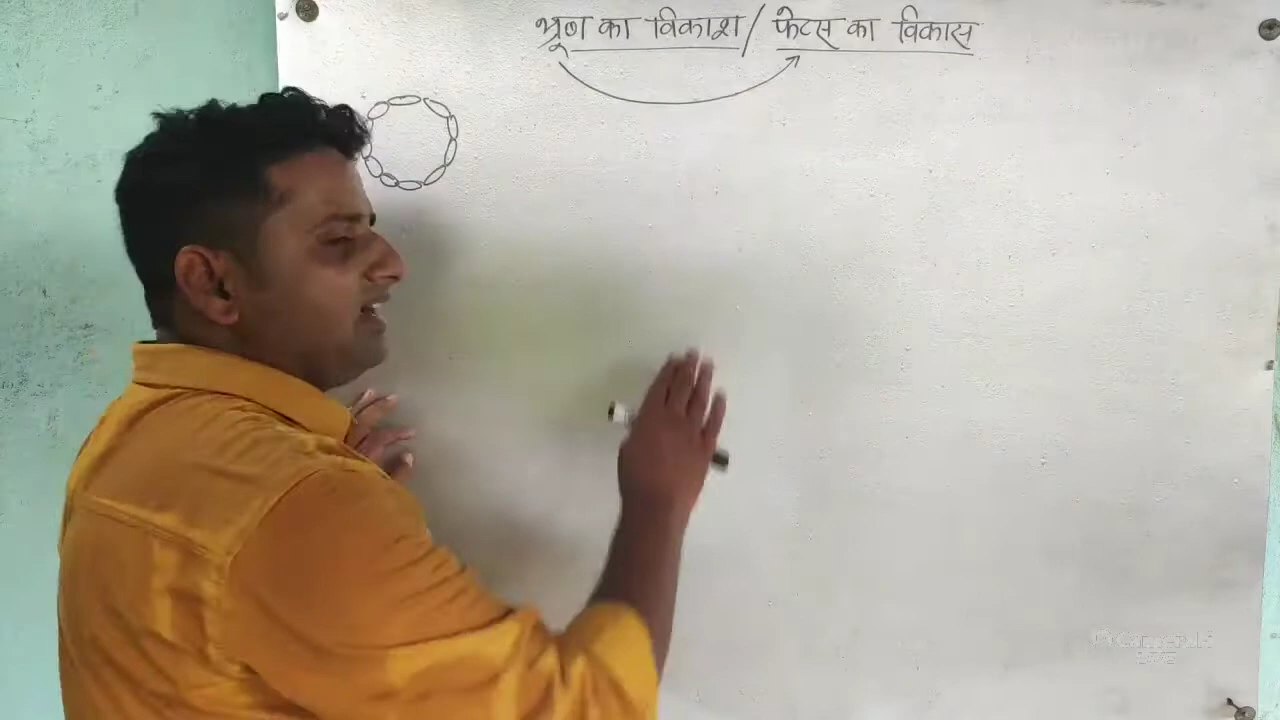 भ्रूण का विकाश / फेटस का विकास